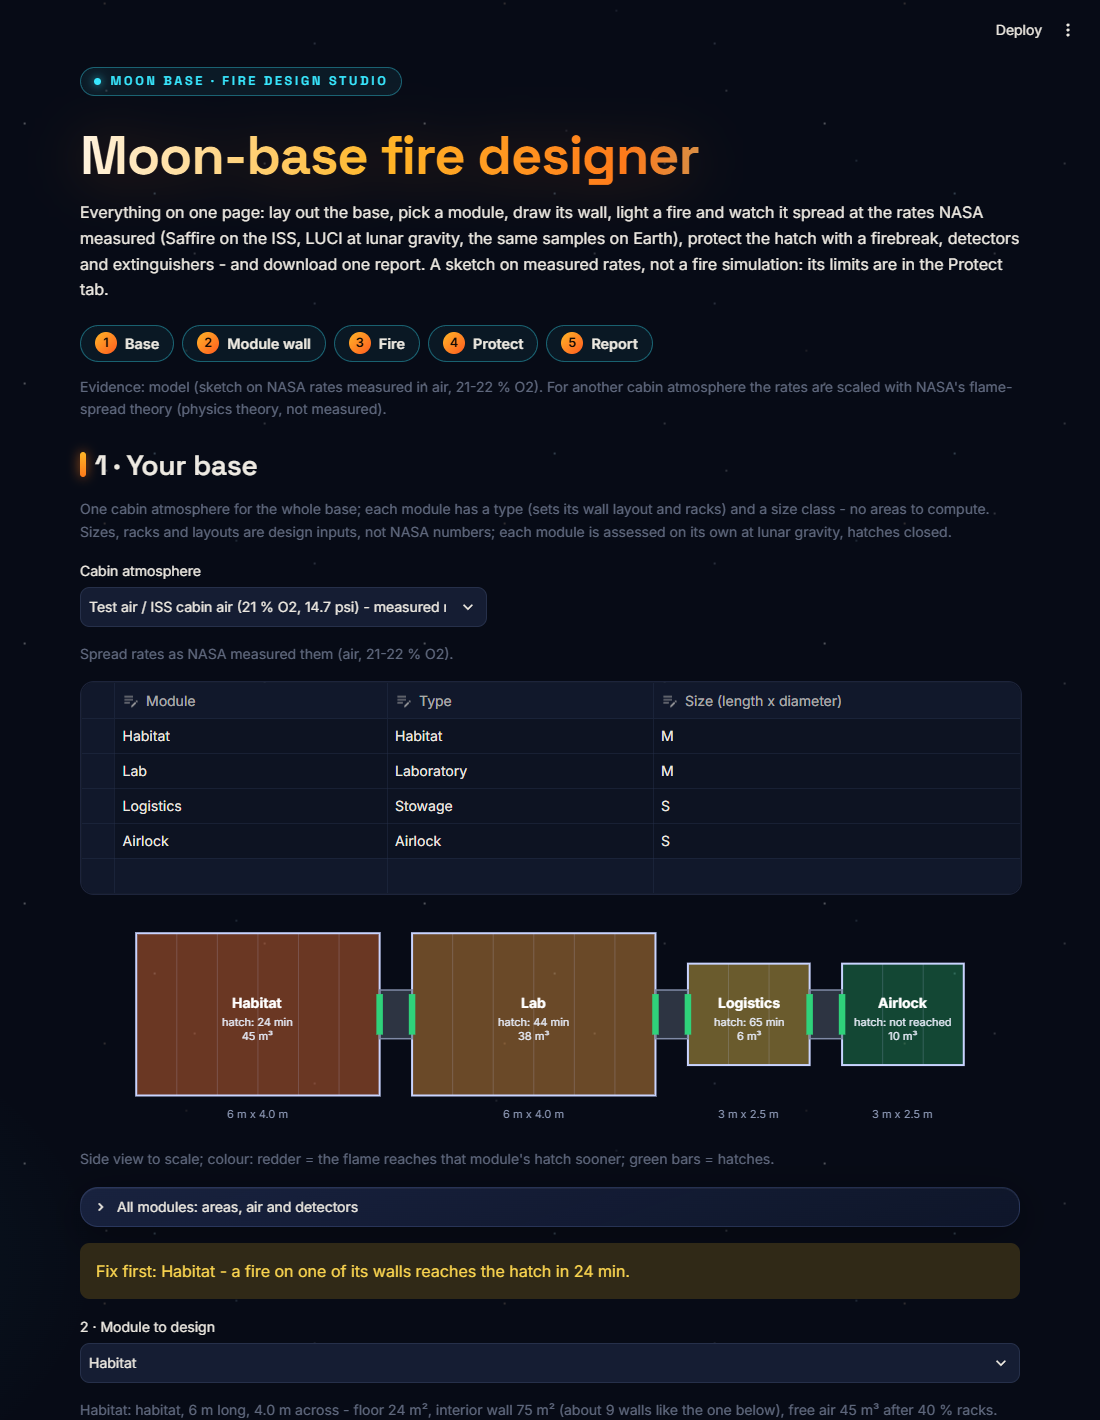 Deploy
MOON BASE · FIRE DESIGN STUDIO
Moon-base fire designer
Everything on one page: lay out the base, pick a module, draw its wall, light a fire and watch it spread at the rates NASA
measured (Saffire on the ISS, LUCI at lunar gravity, the same samples on Earth), protect the hatch with a firebreak, detectors
and extinguishers - and download one report. A sketch on measured rates, not a fire simulation: its limits are in the Protect
tab.
1 Base 2 Module wall 3 Fire 4 Protect 5 Report
Evidence: model (sketch on NASA rates measured in air, 21-22 % O2). For another cabin atmosphere the rates are scaled with NASA's flame-
spread theory (physics theory, not measured).
1 · Your base
One cabin atmosphere for the whole base; each module has a type (sets its wall layout and racks) and a size class - no areas to compute.
Sizes, racks and layouts are design inputs, not NASA numbers; each module is assessed on its own at lunar gravity, hatches closed.
Cabin atmosphere
Test air / ISS cabin air (21 % O2, 14.7 psi) - measured
Spread rates as NASA measured them (air, 21-22 % O2).
Module Type Size (length x diameter)
Habitat Habitat M
Lab Laboratory M
Logistics Stowage S
Airlock Airlock S
Habitat Lab Logistics Airlock
hatch: 24 min hatch: 44 min hatch: 65 min hatch: not reached
45 m³ 38 m³ 6 m³ 10 m³
6 m x 4.0 m 6 m x 4.0 m 3 m x 2.5 m 3 m x 2.5 m
Side view to scale; colour: redder = the flame reaches that module's hatch sooner; green bars = hatches.
All modules: areas, air and detectors
Fix first: Habitat - a fire on one of its walls reaches the hatch in 24 min.
2 · Module to design
Habitat
Habitat: habitat, 6 m long, 4.0 m across - floor 24 m², interior wall 75 m² (about 9 walls like the one below), free air 45 m³ after 40 % racks.